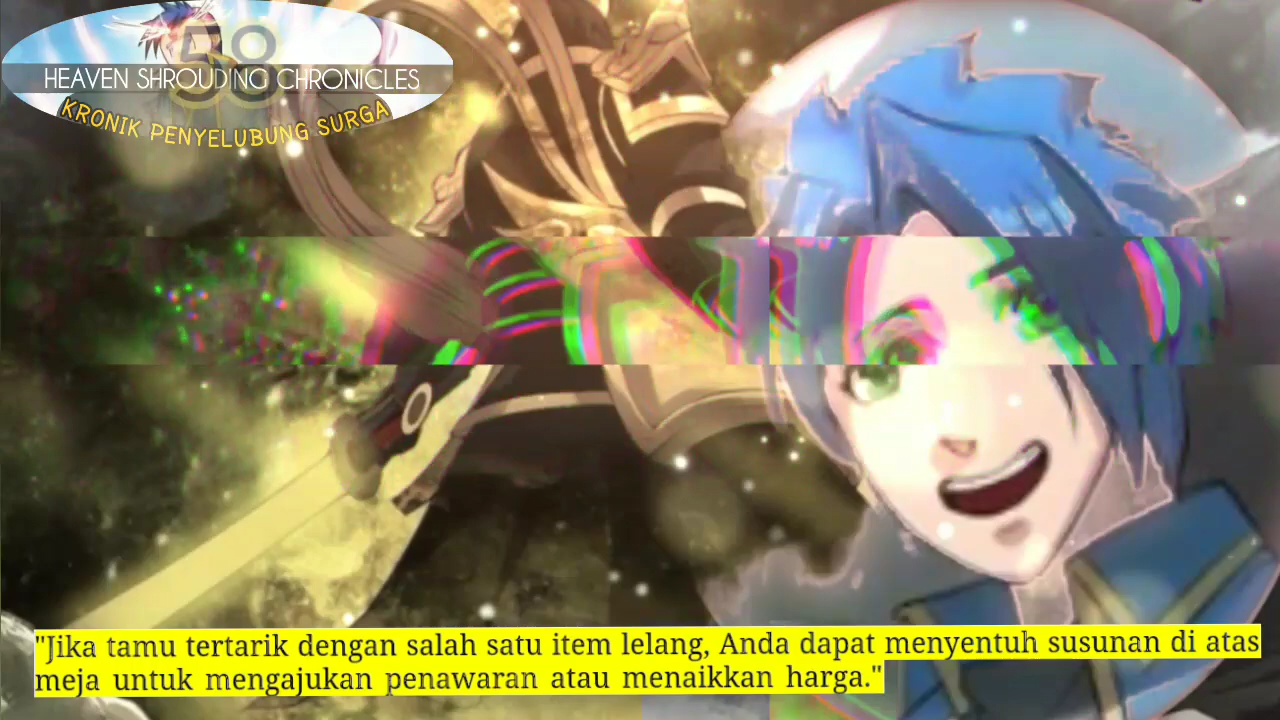 58
HEAVEN SHROUDING CHRONICLES
KRONIK PENYELUBUNG SURGA
"Jika tamu tertarik dengan salah satu item lelang, Anda dapat menyentuh susunan di atas
meja untuk mengajukan penawaran atau menaikkan harga."